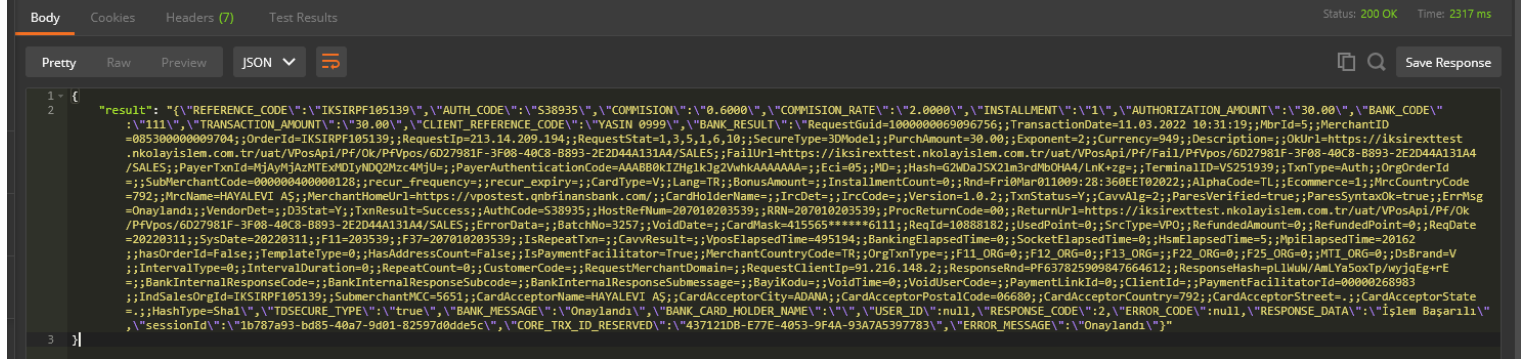 Body Cookies Headers (7) Test Results Status: 200 OK Time: 2317 ms
Pretty Raw Preview JSON Save Response
1 {
2 "result": "{\"REFERENCE_CODE\":\"IKSIRPF105139\",\"AUTH_CODE\":\"S38935\",\"COMMISION\":\"0.6000\",\"COMMISION_RATE\":\"2.0000\",\"INSTALLMENT\":\"1\",\"AUTHORIZATION_AMOUNT\":\"30.00\",\"BANK_CODE\"
:\"111\",\"TRANSACTION_AMOUNT\":\"30.00\",\"CLIENT_REFERENCE_CODE\":\"YASIN 0999\",\"BANK_RESULT\":\"RequestGuid=1000000069096756;;TransactionDate=11.03.2022 10:31:19;;MbrId=5;;MerchantID
=085300000009704;;OrderId=IKSIRPF105139;;RequestIp=213.14.209.194;;RequestStat=1,3,5,1,6,10;;SecureType=3DModel;;PurchAmount=30.00;;Exponent=2;;Currency=949;;Description=;;OkUrl=https://iksirexttest
.nkolayislem.com.tr/uat/VPosApi/Pf/Ok/PfVpos/6D27981F-3F08-40C8-B893-2E2D44A131A4/SALES;;FailUrl=https://iksirexttest.nkolayislem.com.tr/uat/VPosApi/Pf/Fail/PfVpos/6D27981F-3F08-40C8-B893-2E2D44A131A4
/SALES;;PayerTxnId=MjAyMjAzMTExMDIyNDQ2Mzc4MjU=;;PayerAuthenticationCode=AAABB0kIZHglkJg2VwhkAAAAAAA=;;Eci=05;;MD=;;Hash=G2WDaJSX2lm3rdMbOHA4/LnK+zg=;;TerminalID=VS251939;;TxnType=Auth;;OrgOrderId
=;;SubMerchantCode=000000400000128;;recur_frequency=;;recur_expiry=;;CardType=V;;Lang=TR;;BonusAmount=;;InstallmentCount=0;;Rnd=FriMar011009:28:360EET02022;;AlphaCode=TL;;Ecommerce=1;;MrcCountryCode
=792;;MrcName=HAYALEVI AŞ;;MerchantHomeUrl=https://vpostest.qnbfinansbank.com/;;CardHolderName=;;IrcDet=;;IrcCode=;;Version=1.0.2;;TxnStatus=Y;;CavvAlg=2;;ParesVerified=true;;ParesSyntaxOk=true;;ErrMsg
=Onaylandı;;VendorDet=;;D3Stat=Y;;TxnResult=Success;;AuthCode=S38935;;HostRefNum=207010203539;;RRN=207010203539;;ProcReturnCode=00;;ReturnUrl=https://iksirexttest.nkolayislem.com.tr/uat/VPosApi/Pf/Ok
/PfVpos/6D27981F-3F08-40C8-B893-2E2D44A131A4/SALES;;ErrorData=;;BatchNo=3257;;VoidDate=;;CardMask=415565******6111;;ReqId=10888182;;UsedPoint=0;;SrcType=VPO;;RefundedAmount=0;;RefundedPoint=0;;ReqDate
=20220311;;SysDate=20220311;;F11=203539;;F37=207010203539;;IsRepeatTxn=;;CavvResult=;;VposElapsedTime=495194;;BankingElapsedTime=0;;SocketElapsedTime=0;;HsmElapsedTime=5;;MpiElapsedTime=20162
;;hasOrderId=False;;TemplateType=0;;HasAddressCount=False;;IsPaymentFacilitator=True;;MerchantCountryCode=TR;;OrgTxnType=;;F11_ORG=0;;F12_ORG=0;;F13_ORG=;;F22_ORG=0;;F25_ORG=0;;MTI_ORG=0;;DsBrand=V
;;IntervalType=0;;IntervalDuration=0;;RepeatCount=0;;CustomerCode=;;RequestMerchantDomain=;;RequestClientIp=91.216.148.2;;ResponseRnd=PF637825909847664612;;ResponseHash=pLlWuW/AmLYa5oxTp/wyjqEg+rE
=;;BankInternalResponseCode=;;BankInternalResponseSubcode=;;BankInternalResponseSubmessage=;;BayiKodu=;;VoidTime=0;;VoidUserCode=;;PaymentLinkId=0;;ClientId=;;PaymentFacilitatorId=00000268983
;;IndSalesOrgId=IKSIRPF105139;;SubmerchantMCC=5651;;CardAcceptorName=HAYALEVI AŞ;;CardAcceptorCity=ADANA;;CardAcceptorPostalCode=06680;;CardAcceptorCountry=792;;CardAcceptorStreet=.;;CardAcceptorState
=.;;HashType=Sha1\",\"TDSECURE_TYPE\":\"true\",\"BANK_MESSAGE\":\"Onaylandı\",\"BANK_CARD_HOLDER_NAME\":\"\",\"USER_ID\":null,\"RESPONSE_CODE\":2,\"ERROR_CODE\":null,\"RESPONSE_DATA\":\"İşlem Başarılı\"
,\"sessionId\":\"1b787a93-bd85-40a7-9d01-82597d0dde5c\",\"CORE_TRX_ID_RESERVED\":\"437121DB-E77E-4053-9F4A-93A7A5397783\",\"ERROR_MESSAGE\":\"Onaylandı\"}"
3 }